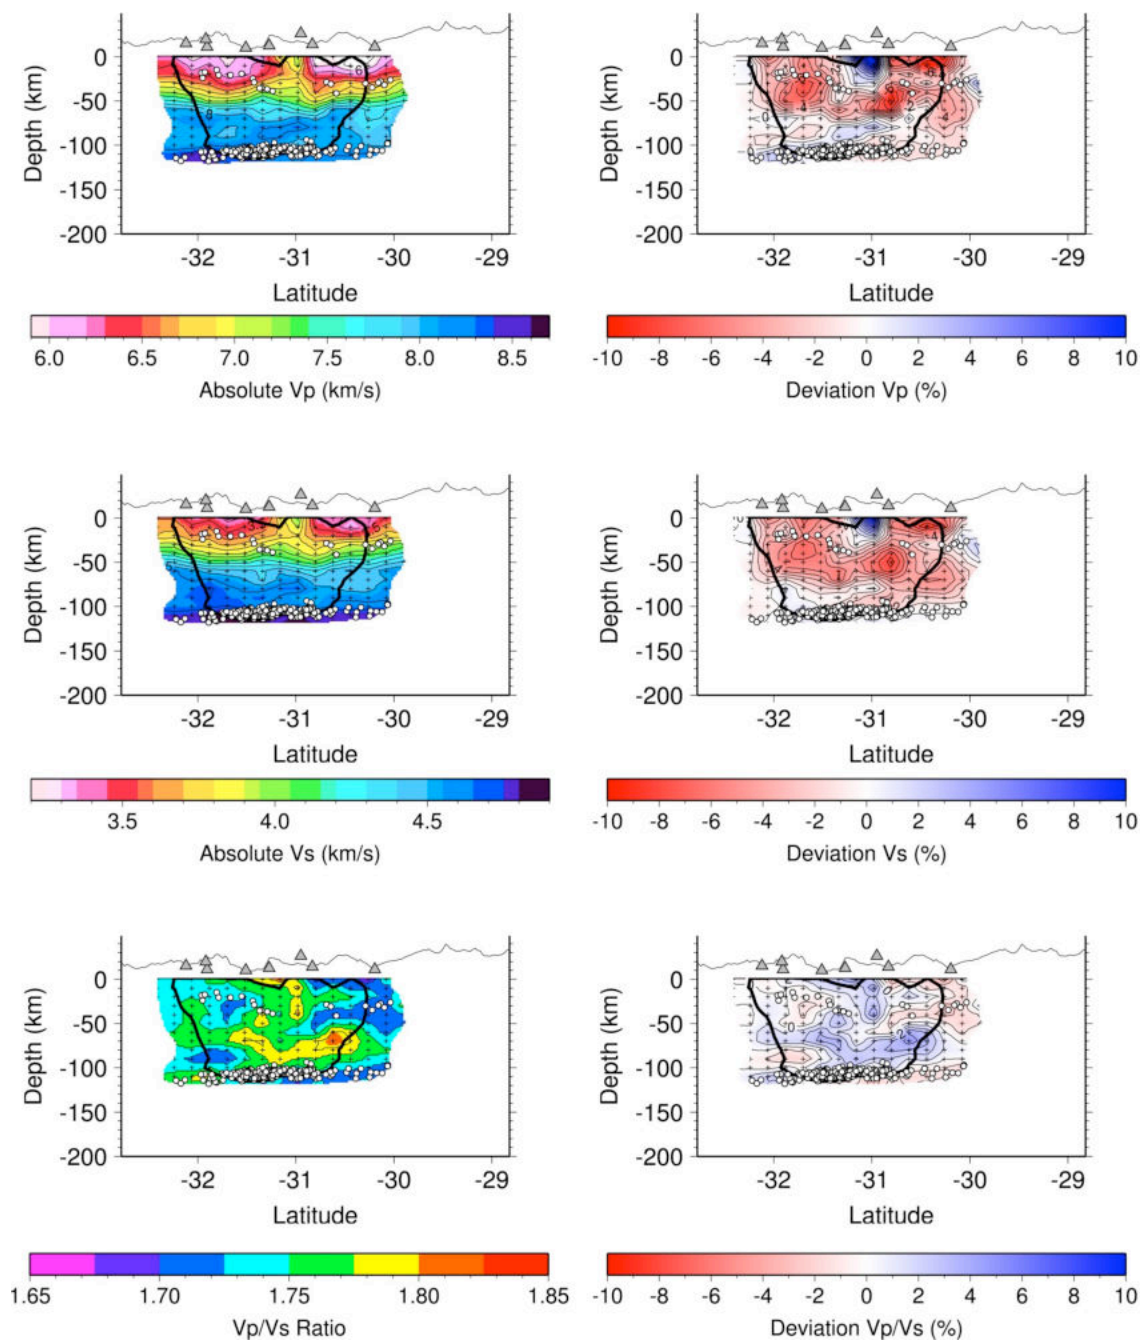 0
-50
-100
-150
-200
Depth (km)
-32 -31 -30 -29
Latitude
6.0 6.5 7.0 7.5 8.0 8.5
Absolute Vp (km/s)
0
-50
-100
-150
-200
Depth (km)
-32 -31 -30 -29
Latitude
-10 -8 -6 -4 -2 0 2 4 6 8 10
Deviation Vp (%)
0
-50
-100
-150
-200
Depth (km)
-32 -31 -30 -29
Latitude
3.5 4.0 4.5
Absolute Vs (km/s)
0
-50
-100
-150
-200
Depth (km)
-32 -31 -30 -29
Latitude
-10 -8 -6 -4 -2 0 2 4 6 8 10
Deviation Vs (%)
0
-50
-100
-150
-200
Depth (km)
-32 -31 -30 -29
Latitude
1.65 1.70 1.75 1.80 1.85
Vp/Vs Ratio
0
-50
-100
-150
-200
Depth (km)
-32 -31 -30 -29
Latitude
-10 -8 -6 -4 -2 0 2 4 6 8 10
Deviation Vp/Vs (%)